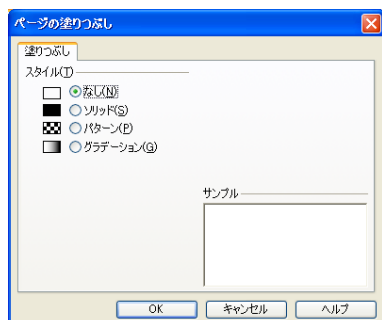 ページの塗りつぶし
塗りつぶし
スタイル(T)
なし(N)
ソリッド(S)
パターン(P)
グラデーション(G)
サンプル
OK
キャンセル
ヘルプ